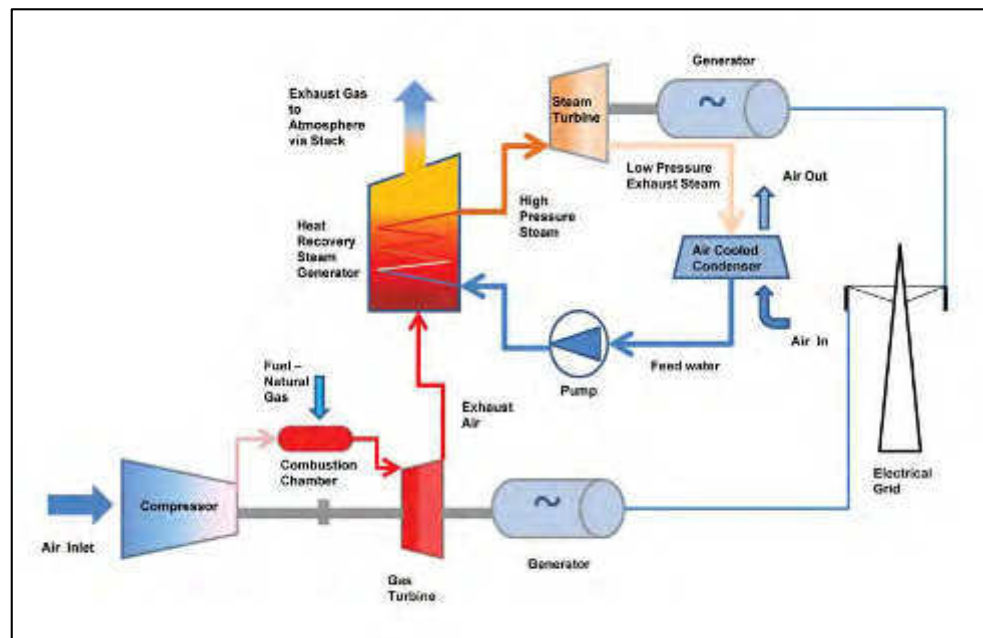 Generator
Exhaust Gas
to
Atmosphere
via Stack
Steam
Turbine
Low Pressure
Exhaust Steam
Air Out
High
Pressure
Steam
Heat
Recovery
Steam
Generator
Air Cooled
Condenser
Air In
Feed water
Pump
Fuel –
Natural
Gas
Exhaust
Air
Combustion
Chamber
Electrical
Grid
Compressor
Air Inlet
Gas
Turbine
Generator
~
~